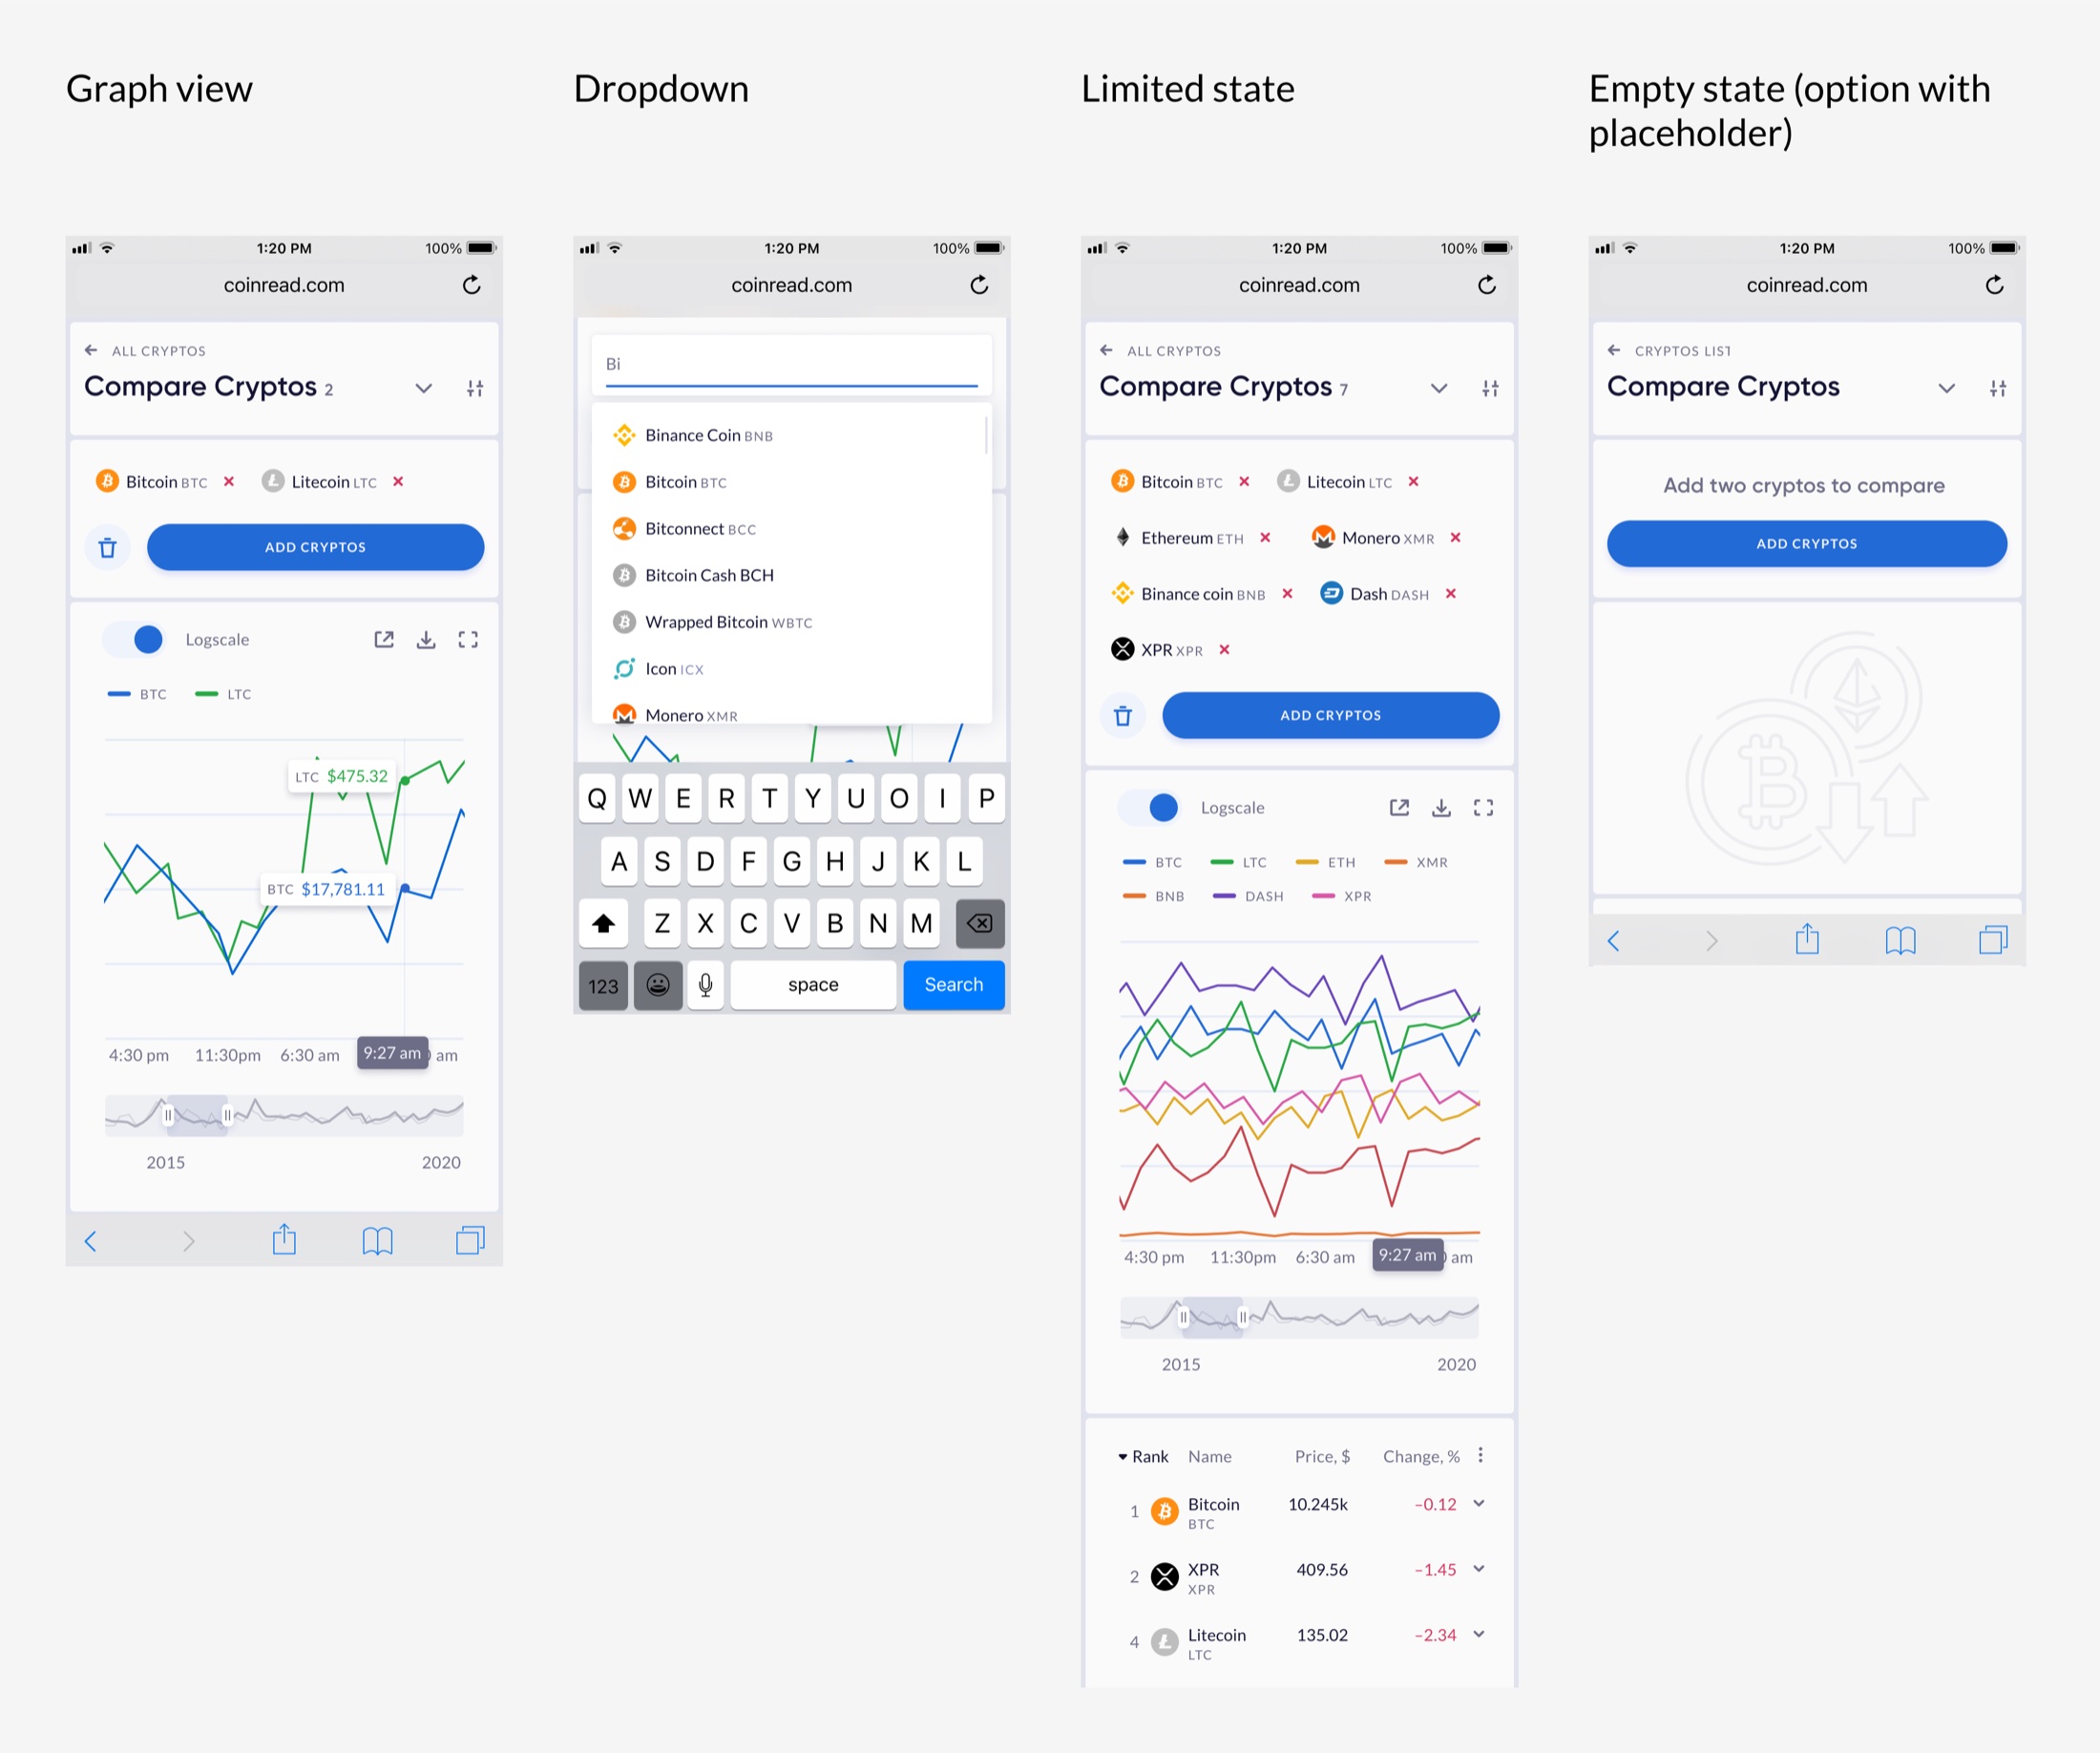 Graph view
1:20 PM
100%
coinread.com
ALL CRYPTOS
Compare Cryptos 2
Bitcoin BTC
Litecoin LTC
ADD CRYPTOS
Logscale
BTC
LTC
LTC $475.32
BTC $17,781.11
4:30 pm
11:30pm
6:30 am
9:27 am
am
2015
2020
Dropdown
1:20 PM
100%
coinread.com
Bi
Binance Coin BNB
Bitcoin BTC
Bitconnect BCC
Bitcoin Cash BCH
Wrapped Bitcoin WBTC
Icon ICX
Monero XMR
Q W E R T Y U O I P
A S D F G H J K L
Z X C V B N M
123
space
Search
Limited state
1:20 PM
100%
coinread.com
ALL CRYPTOS
Compare Cryptos 7
Bitcoin BTC
Litecoin LTC
Ethereum ETH
Monero XMR
Binance coin BNB
Dash DASH
XPR XPR
ADD CRYPTOS
Logscale
BTC
LTC
ETH
XMR
BNB
DASH
XPR
4:30 pm
11:30pm
6:30 am
9:27 am
am
2015
2020
Rank
Name
Price, $
Change, %
1
Bitcoin
BTC
10.245k
–0.12
2
XPR
XPR
409.56
–1.45
4
Litecoin
LTC
135.02
–2.34
Empty state (option with
placeholder)
1:20 PM
100%
coinread.com
CRYPTOS LIST
Compare Cryptos
Add two cryptos to compare
ADD CRYPTOS